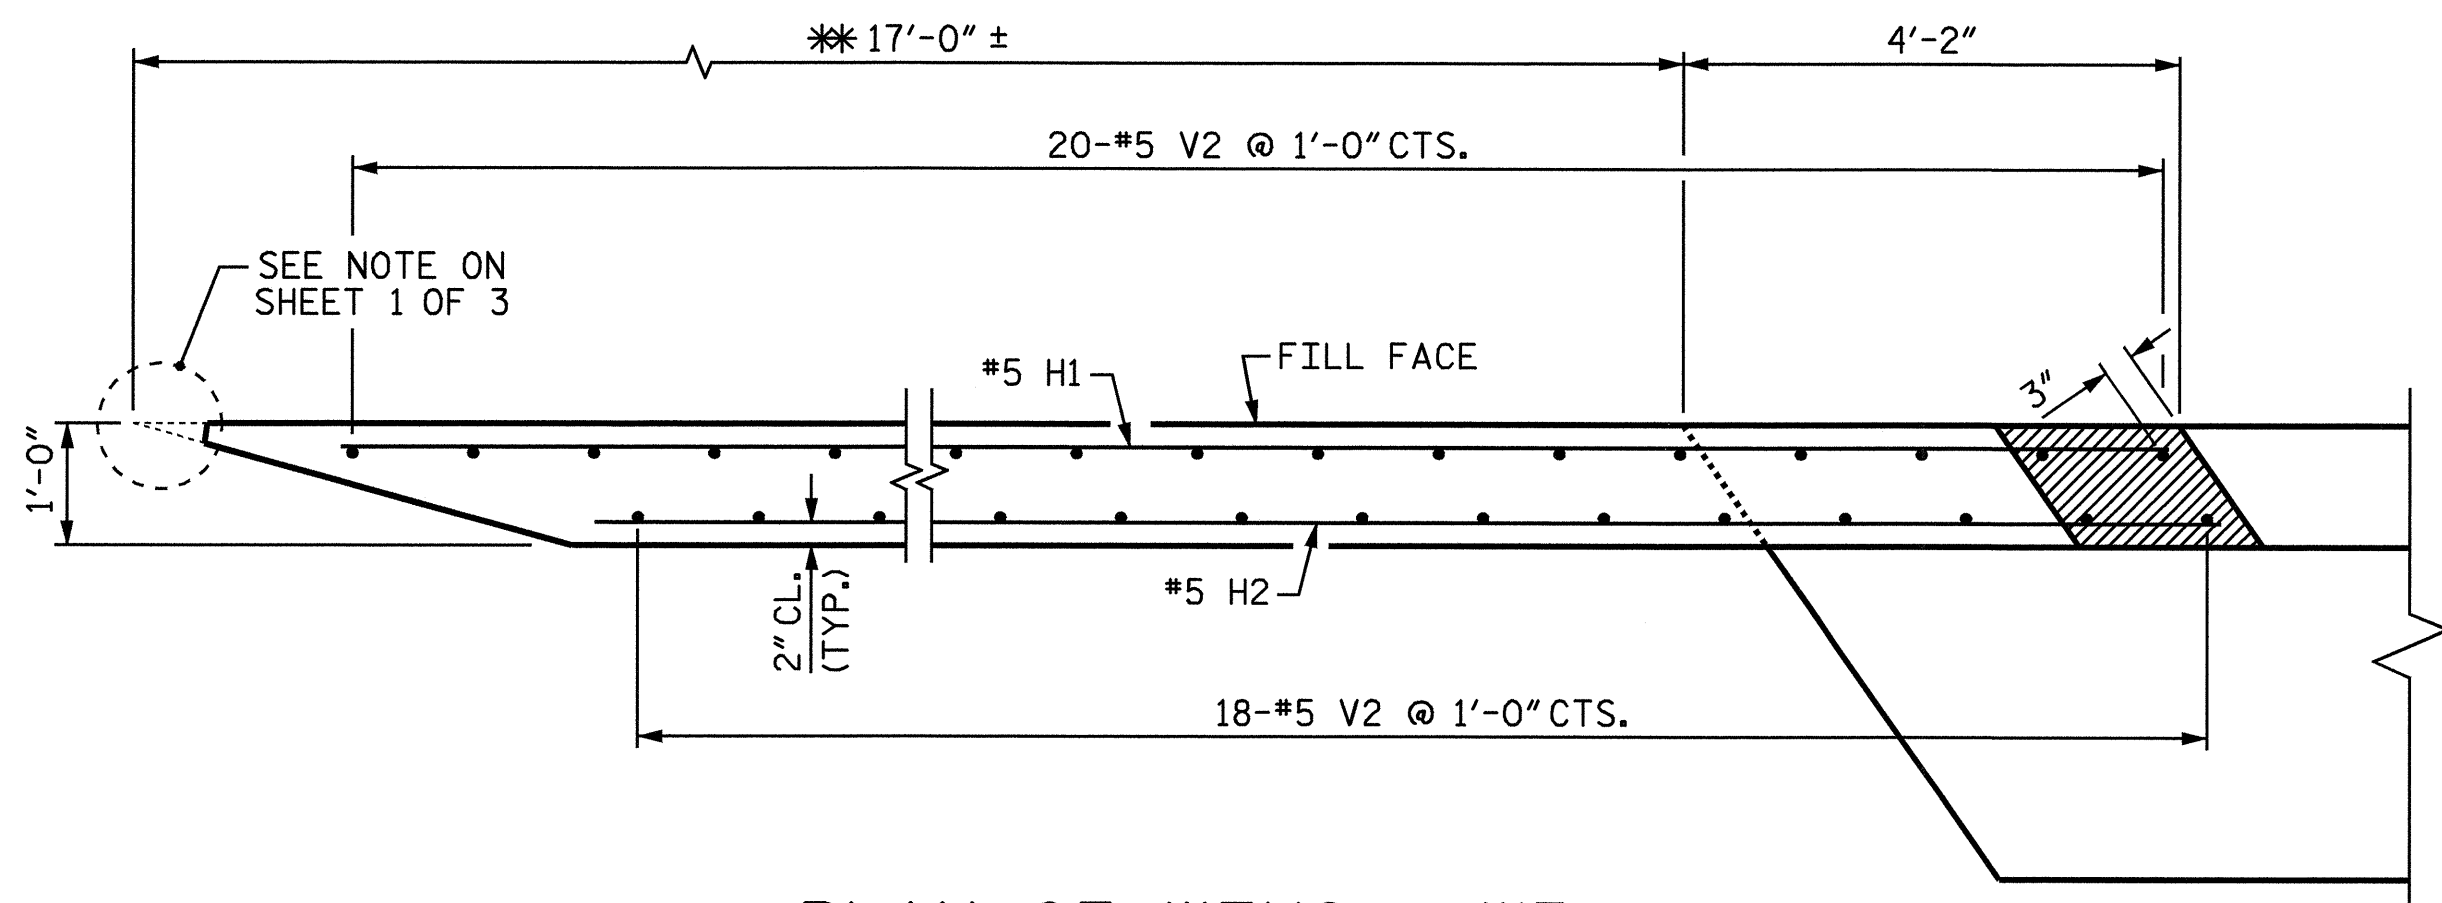 ** 17'-0" ±
4'-2"
20-#5 V2 @ 1'-0" CTS.
SEE NOTE ON
SHEET 1 OF 3
#5 H1
FILL FACE
3"
1'-0"
2" CL.
(TYP.)
#5 H2
18-#5 V2 @ 1'-0" CTS.